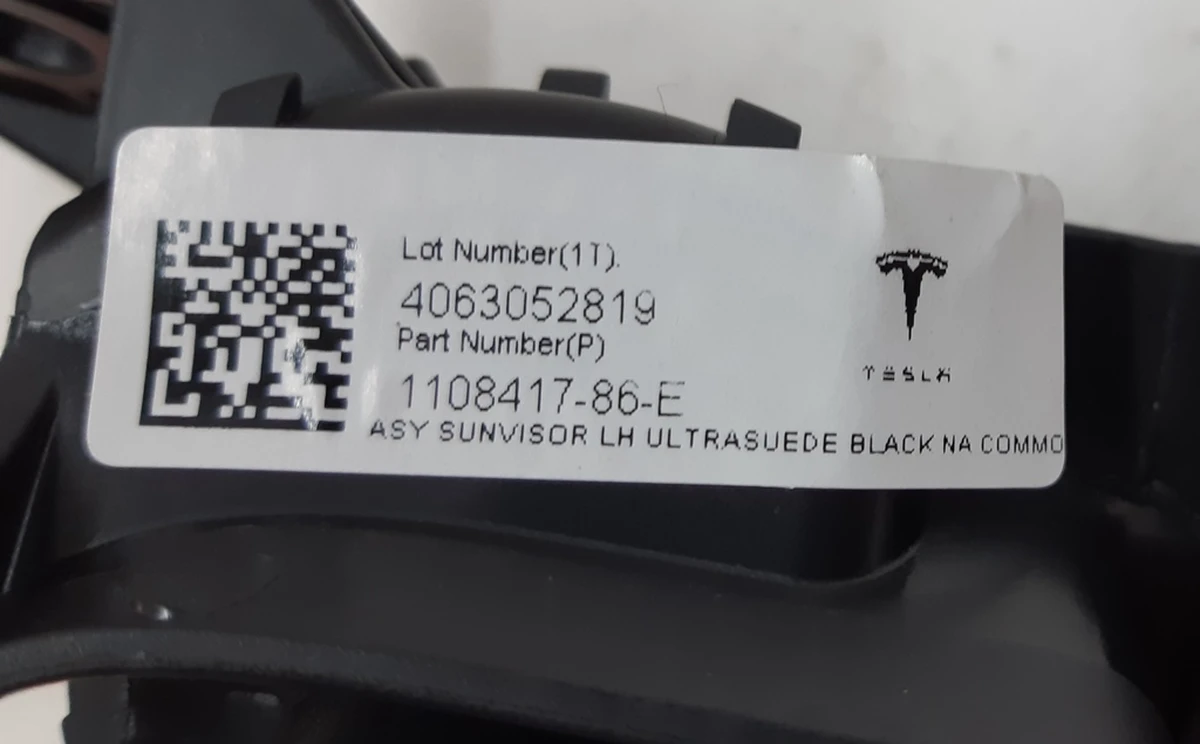 Lot Number(1T).
4063052819
Part Number(P)
1108417-86-E
ASY SUNVISOR LH ULTRASUEDE BLACK NA COMMO
TESLA